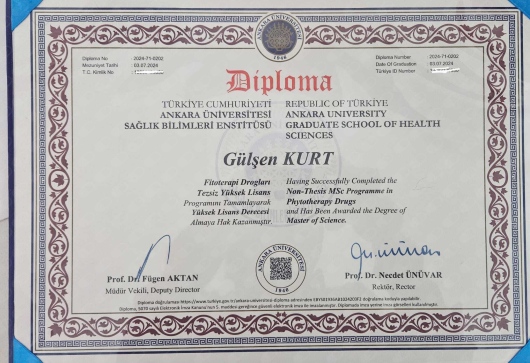 ANKARA ÜNİVERSİTESİ
1946
Diploma No 2024-71-0202
Mezuniyet Tarihi 03.07.2024
T.C. Kimlik No
Diploma Number 2024-71-0202
Date Of Graduation 03.07.2024
Türkiye ID Number
Diploma
TÜRKİYE CUMHURİYETİ
ANKARA ÜNİVERSİTESİ
SAĞLIK BİLİMLERİ ENSTİTÜSÜ
REPUBLIC OF TÜRKİYE
ANKARA UNIVERSITY
GRADUATE SCHOOL OF HEALTH
SCIENCES
Gülşen KURT
Fitoterapi Drogları
Tezsiz Yüksek Lisans
Programını Tamamlayarak
Yüksek Lisans Derecesi
Almaya Hak Kazanmıştır.
Having Successfully Completed the
Non-Thesis MSc Programme in
Phytotherapy Drugs
and Has Been Awarded the Degree of
Master of Science.
Prof. Dr. Fügen AKTAN
Müdür Vekili, Deputy Director
ANKARA ÜNİVERSİTESİ
1946
Prof. Dr. Necdet ÜNÜVAR
Rektör, Rector